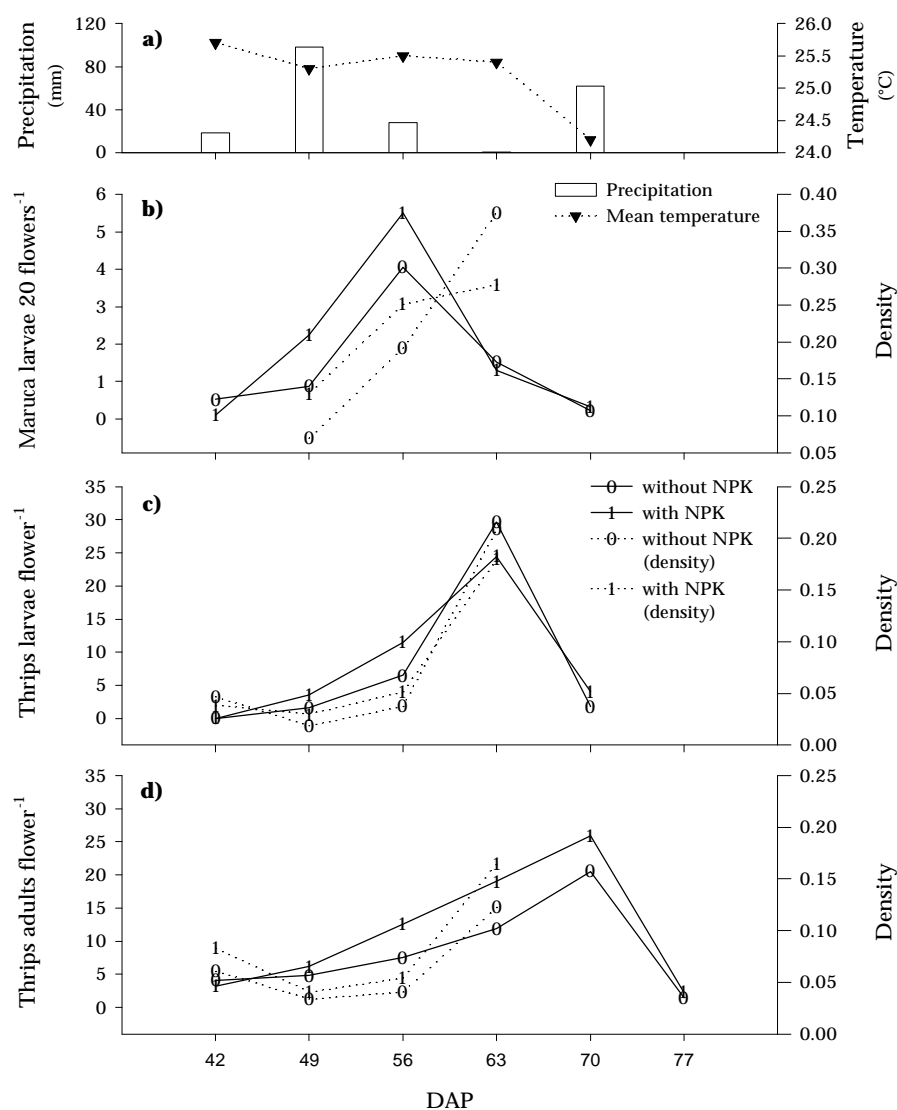 a)
120
80
40
0
Precipitation
(mm)
26.0
25.5
25.0
24.5
24.0
Temperature
(°C)
b)
6
5
4
3
2
1
0
Maruca larvae 20 flowers-1
Precipitation
Mean temperature
0.40
0.30
0.25
0.20
0.15
0.10
0.05
Density
c)
35
30
25
20
15
10
5
0
Thrips larvae flower-1
0 without NPK
1 with NPK
0 without NPK
(density)
1 with NPK
(density)
0.25
0.20
0.15
0.10
0.05
0.00
Density
d)
35
30
25
20
15
10
5
0
Thrips adults flower-1
0.25
0.20
0.15
0.10
0.05
0.00
Density
42 49 56 63 70 77
DAP